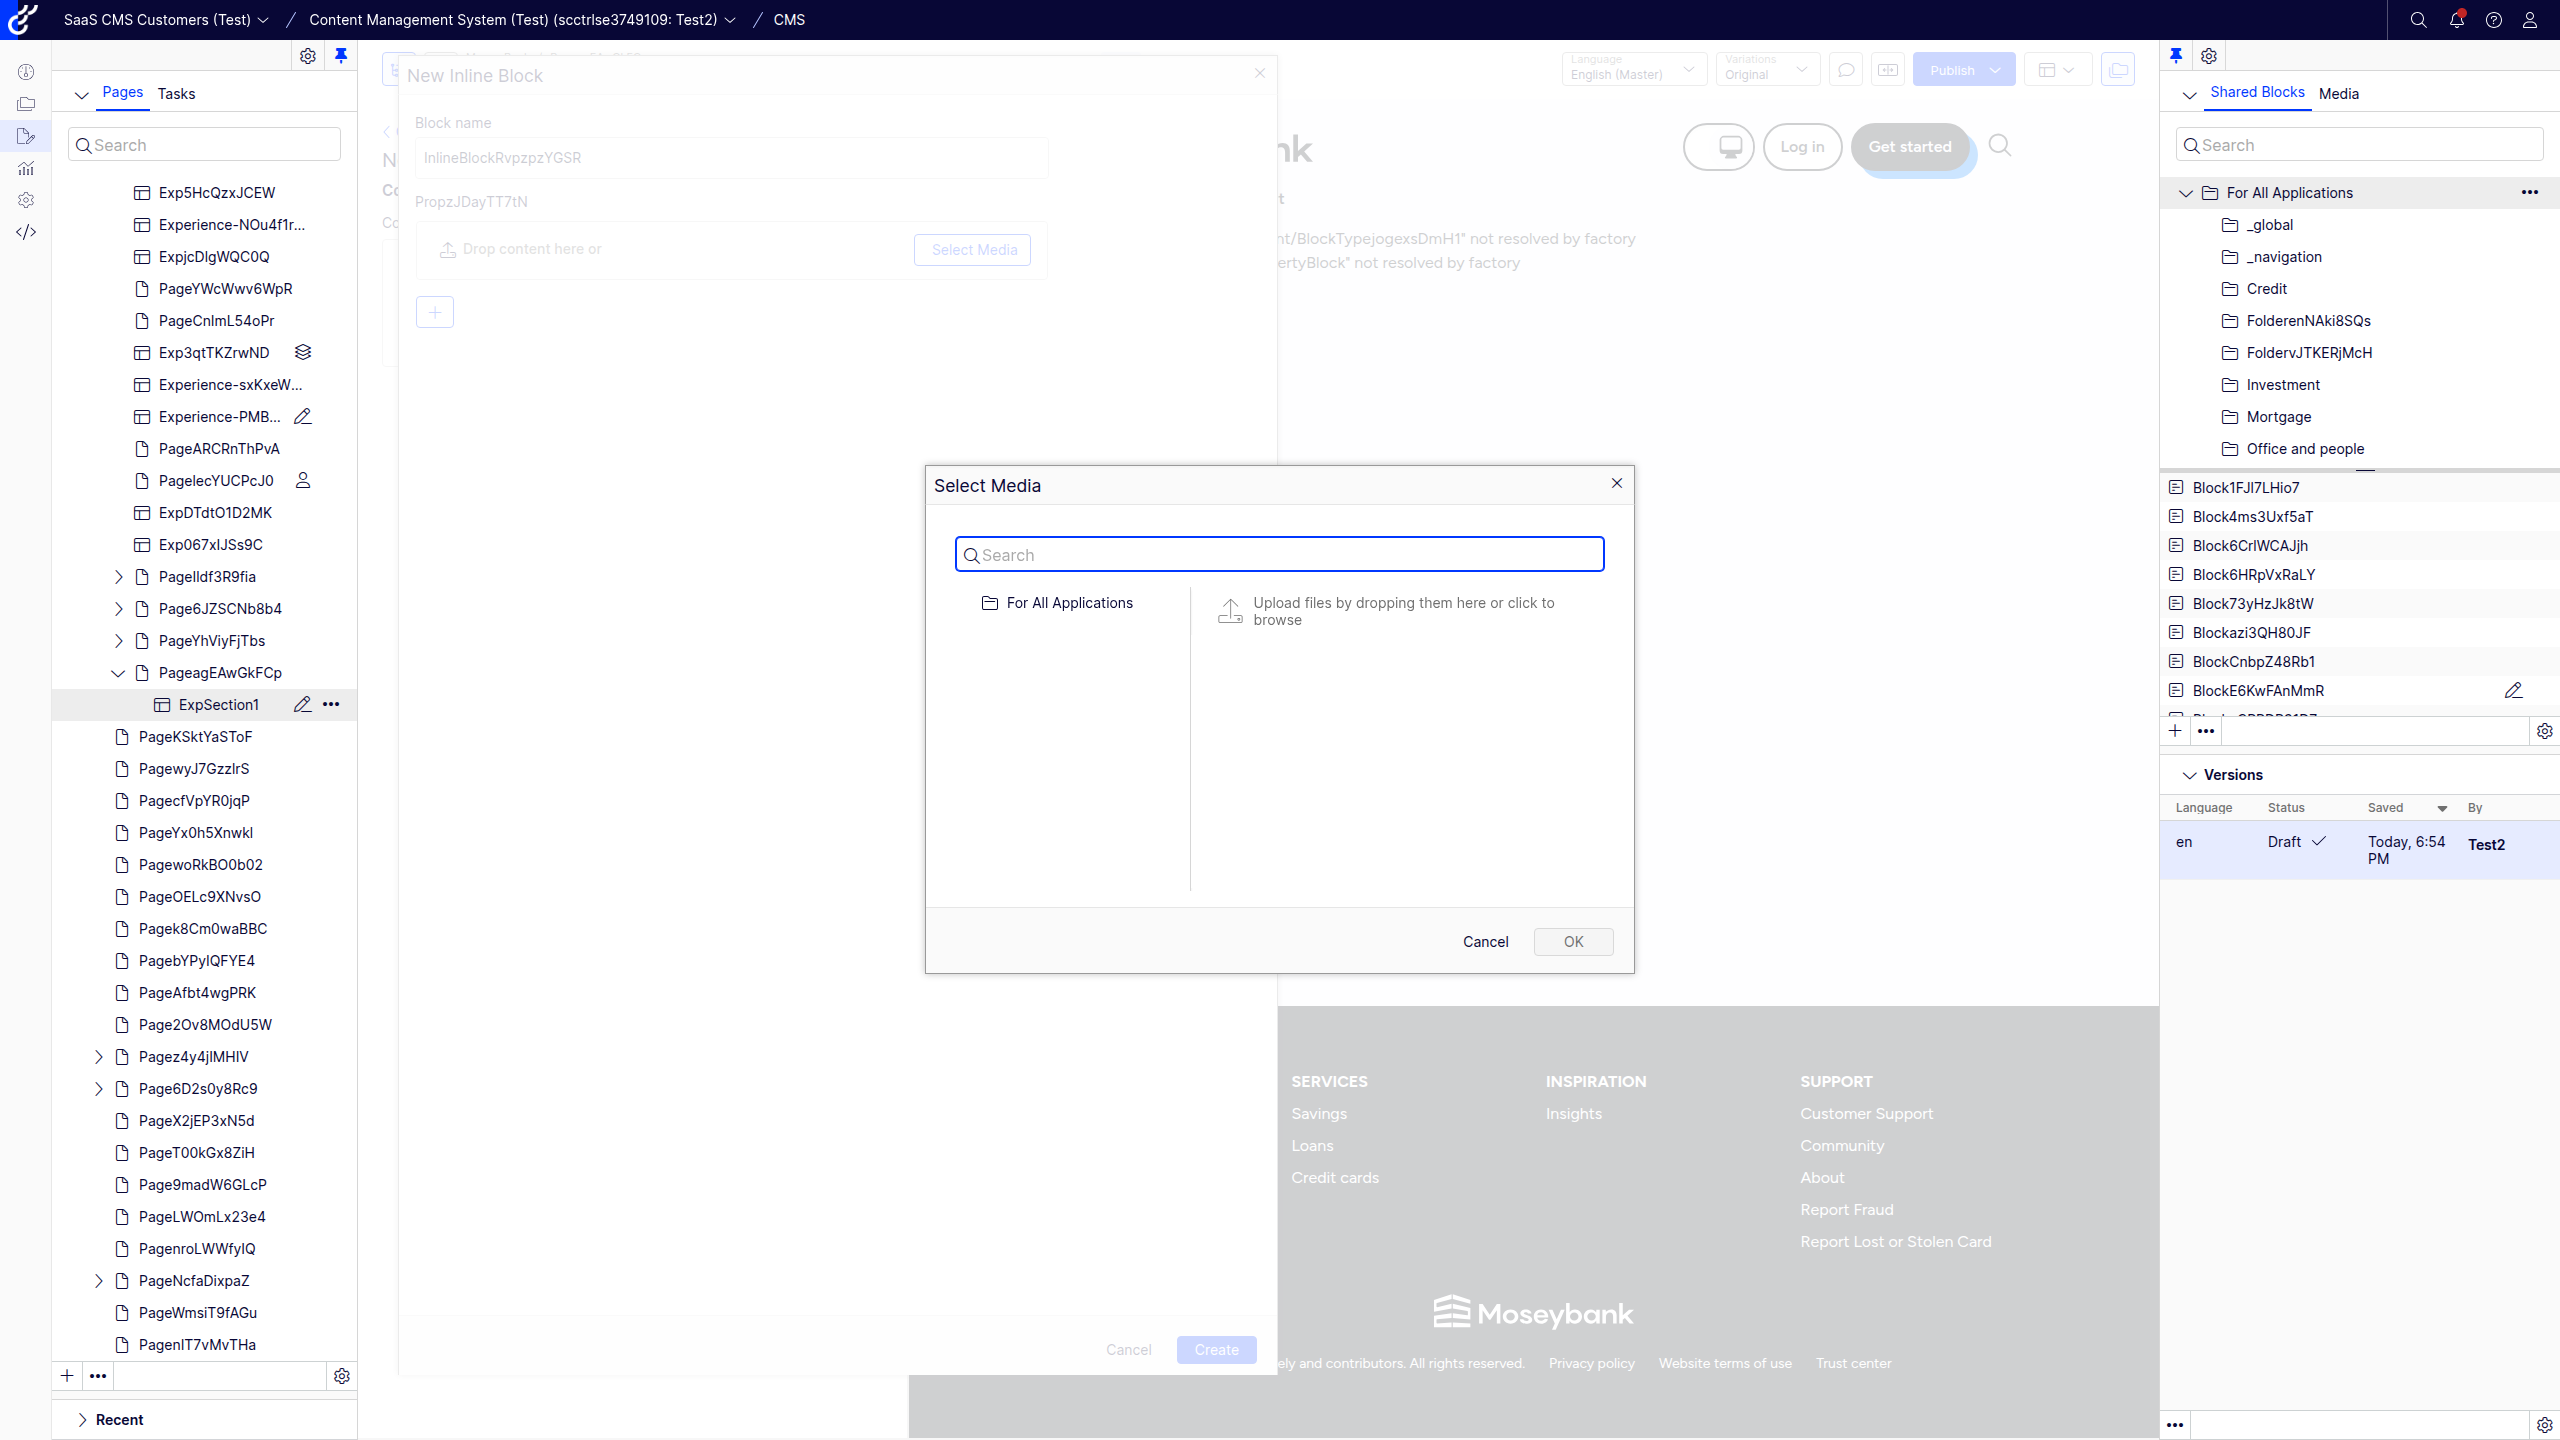 SaaS CMS Customers (Test) / Content Management System (Test) (scctrlse3749109: Test2) / CMS
Pages Tasks
Search
Exp5HcQzxJCEW
Experience-NOu4f1r...
ExpjcDlgWQC0Q
PageYWcWwv6WpR
PageCnlmL54oPr
Exp3qtTKZrwND
Experience-sxKxeW...
Experience-PMB...
PageARCRnThPvA
PagelecYUCPcJ0
ExpDTdtO1D2MK
Exp067xlJSs9C
PageIldf3R9fia
Page6JZSCNb8b4
PageYhViyFjTbs
PageagEAwGkFCp
ExpSection1
PageKSktYaSToF
PagewyJ7GzzlrS
PagecfVpYR0jqP
PageYx0h5Xnwkl
PagewoRkBO0b02
PageOELc9XNvsO
Pagek8Cm0waBBC
PagebYPylQFYE4
PageAfbt4wgPRK
Page2Ov8MOdU5W
Pagez4y4jIMHIV
Page6D2s0y8Rc9
PageX2jEP3xN5d
PageT00kGx8ZiH
Page9madW6GLcP
PageLWOmLx23e4
PagenroLWWfyIQ
PageNcfaDixpaZ
PageWmsiT9fAGu
PagenIT7vMvTHa
Recent
New Inline Block
Block name
InlineBlockRvpzpzYGSR
PropzJDayTT7tN
Drop content here or
Select Media
Cancel
Create
Language
English (Master)
Variations
Original
Publish
nk
Log in
Get started
t
nt/BlockTypejogexsDmH1" not resolved by factory
ertyBlock" not resolved by factory
Select Media
Search
For All Applications
Upload files by dropping them here or click to
browse
Cancel
OK
SERVICES
Savings
Loans
Credit cards
INSPIRATION
Insights
SUPPORT
Customer Support
Community
About
Report Fraud
Report Lost or Stolen Card
Moseybank
ely and contributors. All rights reserved. Privacy policy Website terms of use Trust center
Shared Blocks Media
Search
For All Applications
_global
_navigation
Credit
FolderenNAki8SQs
FoldervJTKERjMcH
Investment
Mortgage
Office and people
Block1FJl7LHio7
Block4ms3Uxf5aT
Block6CrlWCAJjh
Block6HRpVxRaLY
Block73yHzJk8tW
Blockazi3QH80JF
BlockCnbpZ48Rb1
BlockE6KwFAnMmR
Versions
Language Status Saved By
en Draft Today, 6:54 PM Test2